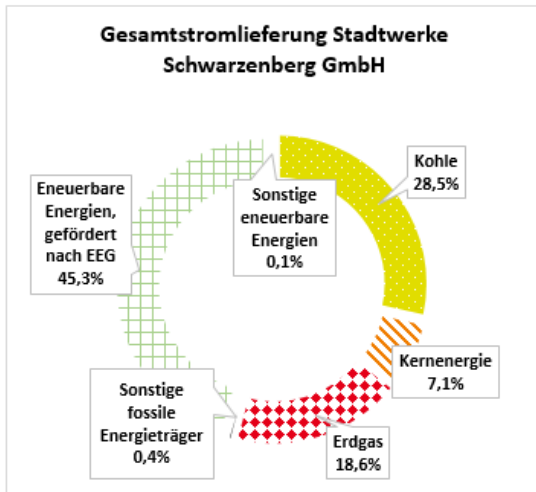 Gesamtstromlieferung Stadtwerke
Schwarzenberg GmbH
Kohle
28,5%
Eneuerbare
Energien,
gefördert
nach EEG
45,3%
Sonstige
eneuerbare
Energien
0,1%
Kernenergie
7,1%
Sonstige
fossile
Energieträger
0,4%
Erdgas
18,6%